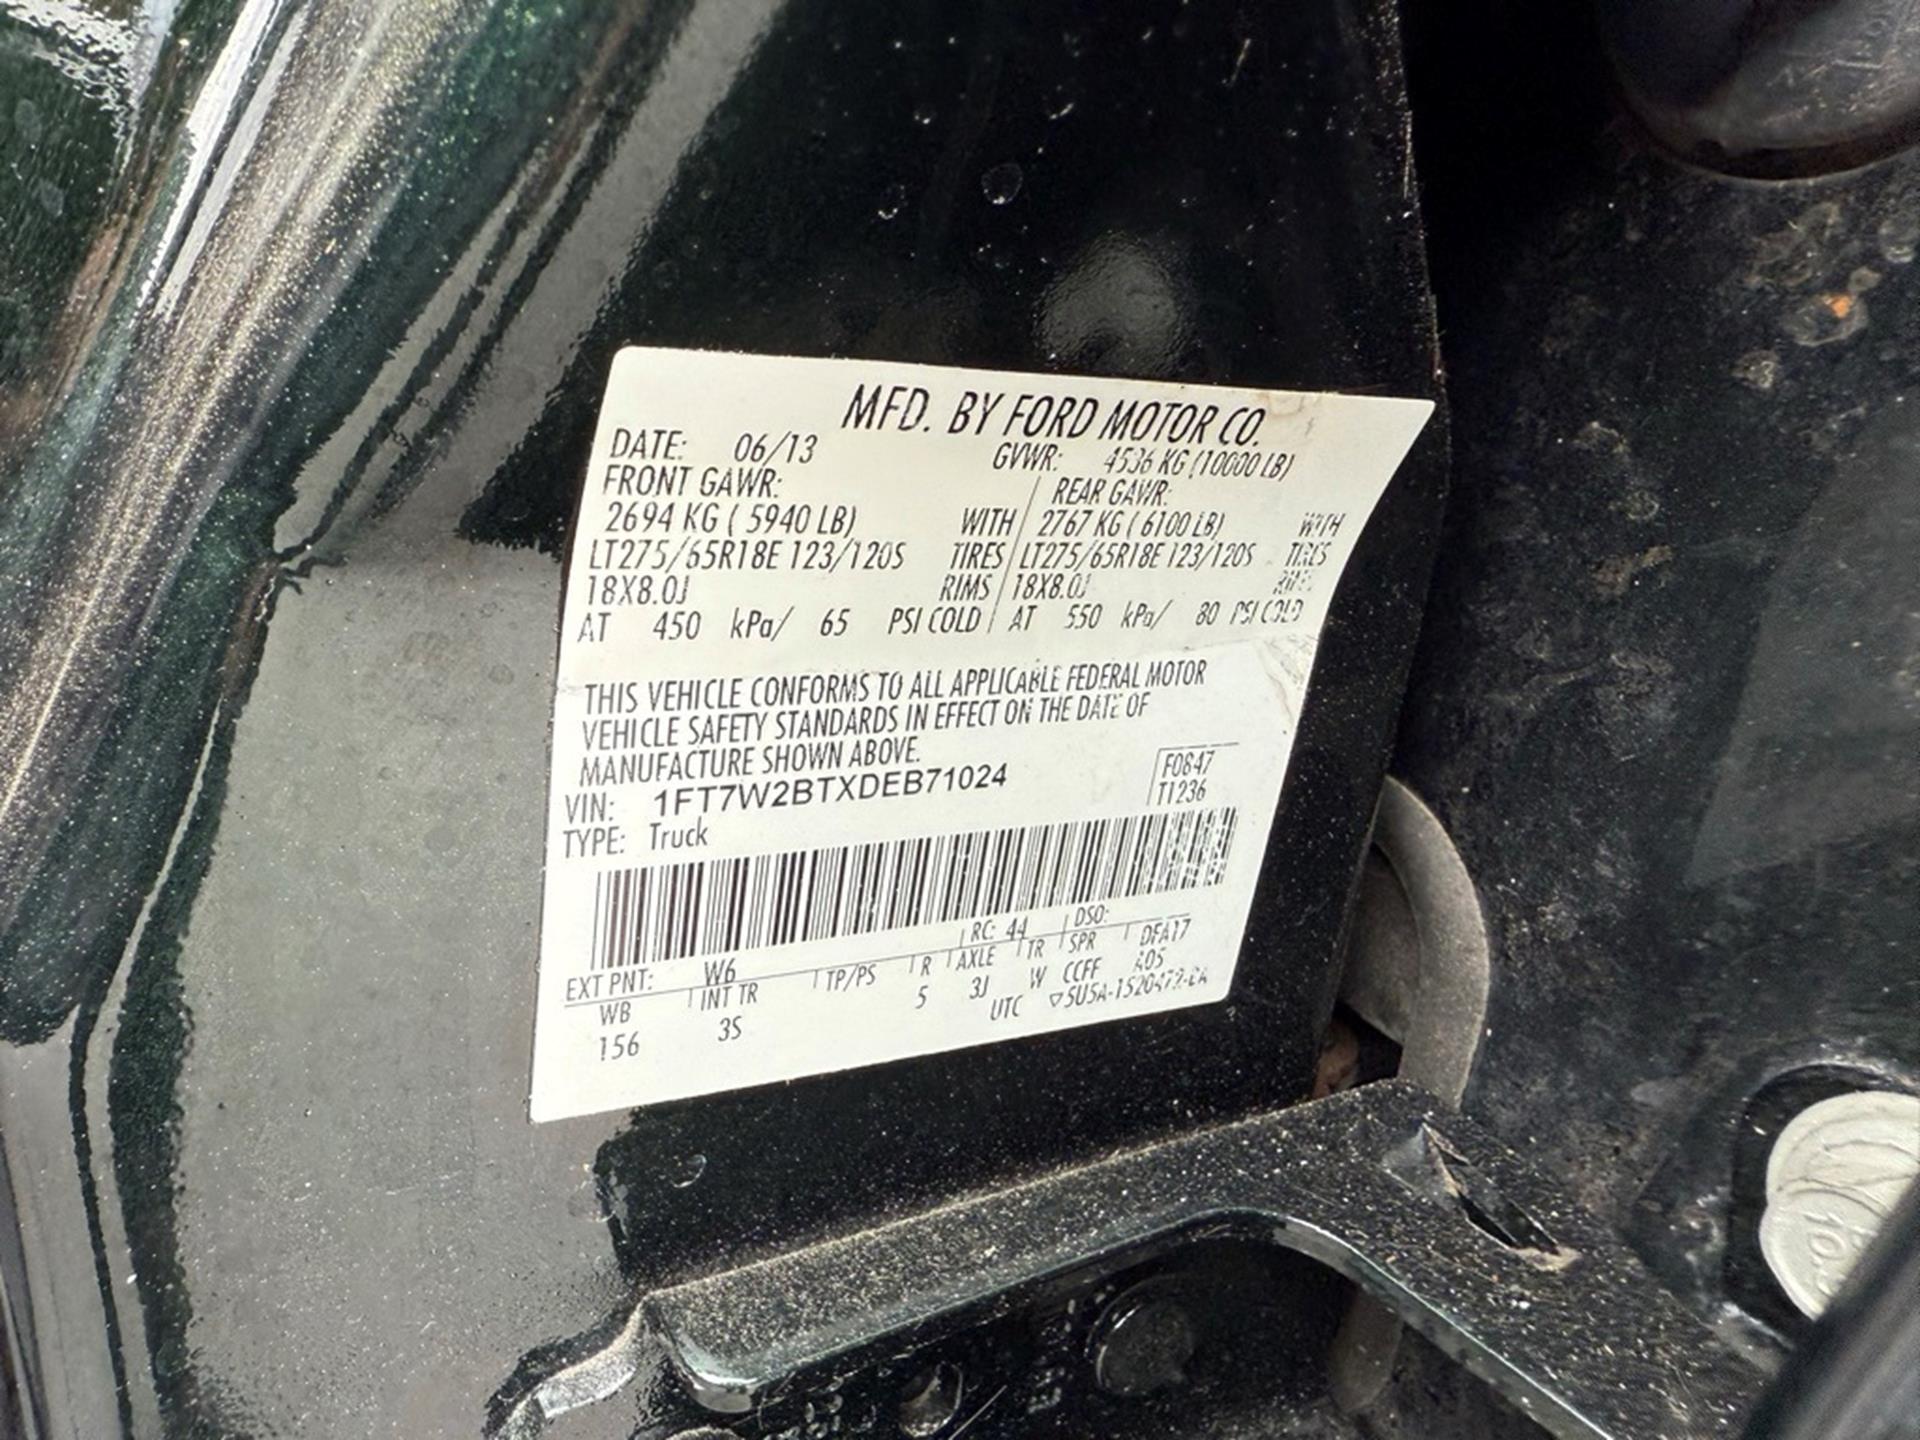 MFD. BY FORD MOTOR CO.
DATE: 06/13 GVWR: 4536 KG (10000 LB)
FRONT GAWR: REAR GAWR:
2694 KG ( 5940 LB) WITH 2767 KG ( 6100 LB) WITH
LT275/65R18E 123/120S TIRES LT275/65R18E 123/120S TIRES
18X8.0J RIMS 18X8.0J RIMS
AT 450 kPa/ 65 PSI COLD AT 550 kPa/ 80 PSI COLD
THIS VEHICLE CONFORMS TO ALL APPLICABLE FEDERAL MOTOR
VEHICLE SAFETY STANDARDS IN EFFECT ON THE DATE OF
MANUFACTURE SHOWN ABOVE.
VIN: 1FT7W2BTXDEB71024 F0647
TYPE: Truck T1236
RC: 44 DSO:
EXT PNT: W6 DFA17
WB INT TR TP/PS R AXLE TR SPR A05
156 3S 5 3J W CCFF
UTC